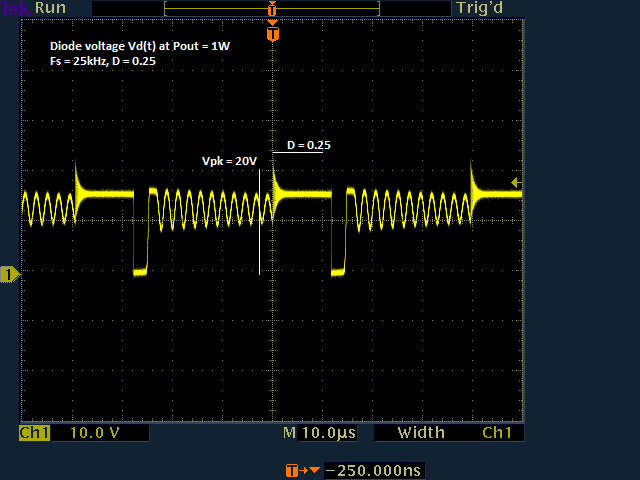 Tek Run
Trig'd
T
T
Diode voltage Vd(t) at Pout = 1W
Fs = 25kHz, D = 0.25
D = 0.25
Vpk = 20V
1
Ch1 10.0 V M 10.0µs Width Ch1
T → −250.000ns